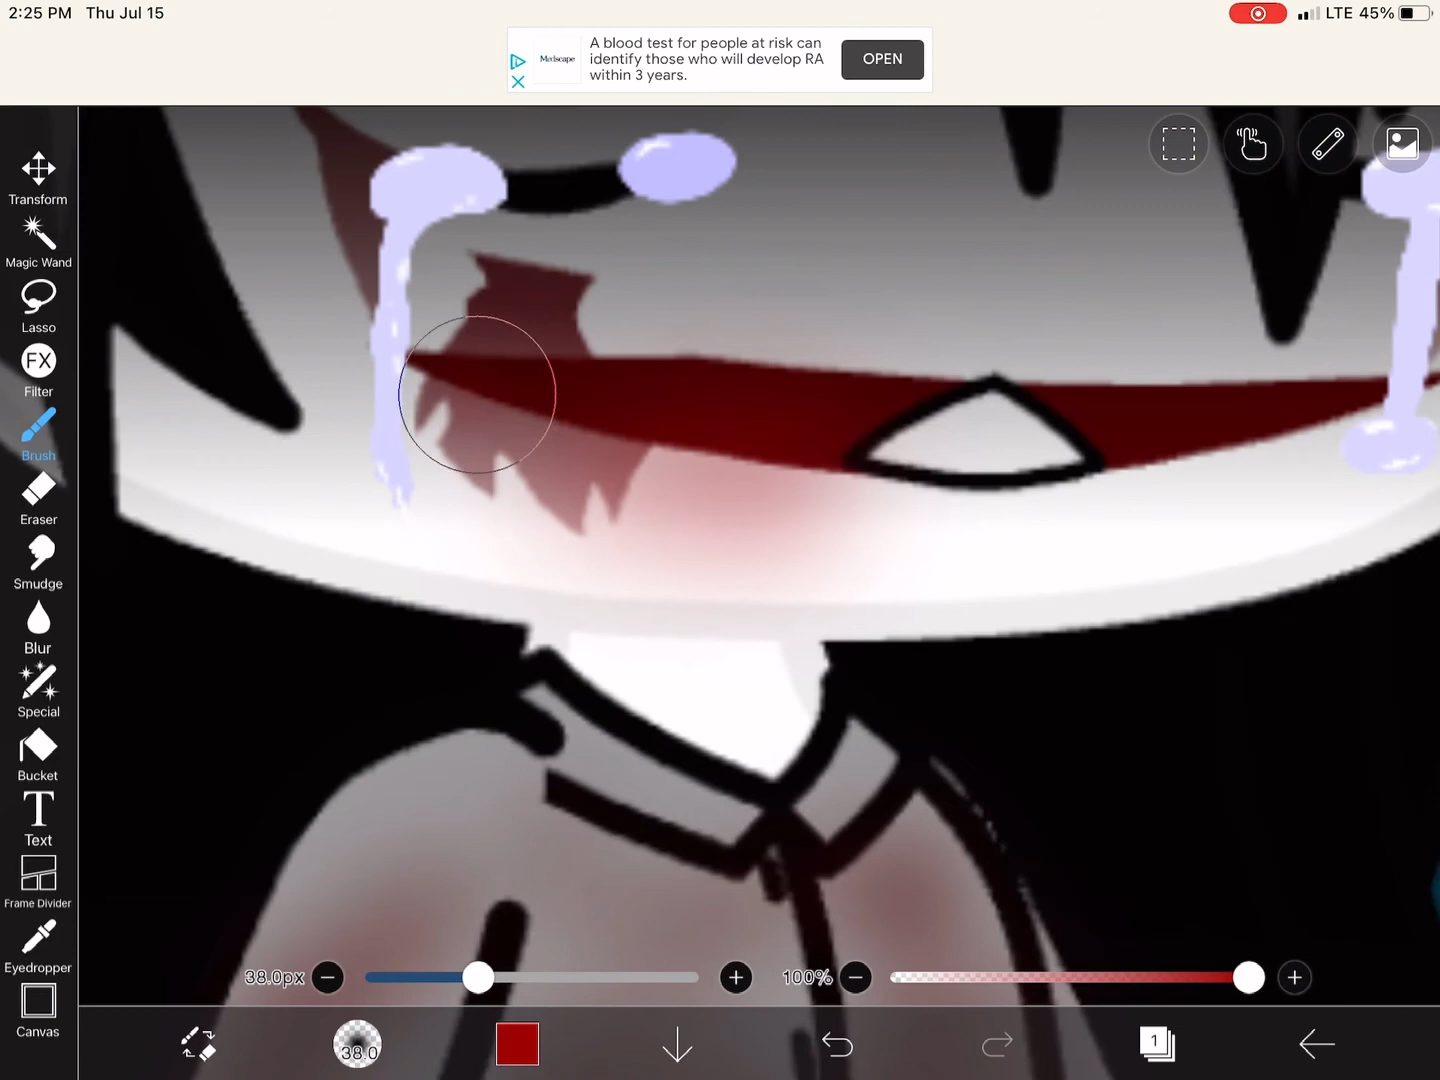 2:25 PM Thu Jul 15
LTE 45%
Medscape
A blood test for people at risk can
identify those who will develop RA
within 3 years.
OPEN
Transform
Magic Wand
Lasso
FX
Filter
Brush
Eraser
Smudge
Blur
Special
Bucket
T
Text
Frame Divider
Eyedropper
Canvas
38.0px
100%
38.0
1